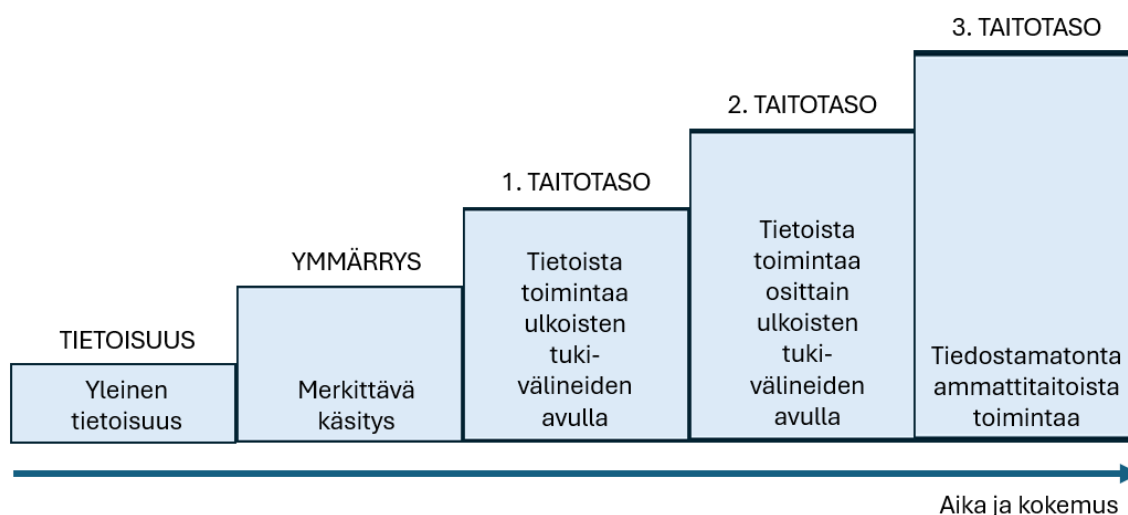 TIETOISUUS
Yleinen
tietoisuus
YMMÄRRYS
Merkittävä
käsitys
1. TAITOTASO
Tietoista
toimintaa
ulkoisten
tuki-
välineiden
avulla
2. TAITOTASO
Tietoista
toimintaa
osittain
ulkoisten
tuki-
välineiden
avulla
3. TAITOTASO
Tiedostamatonta
ammattitaitoista
toimintaa
Aika ja kokemus